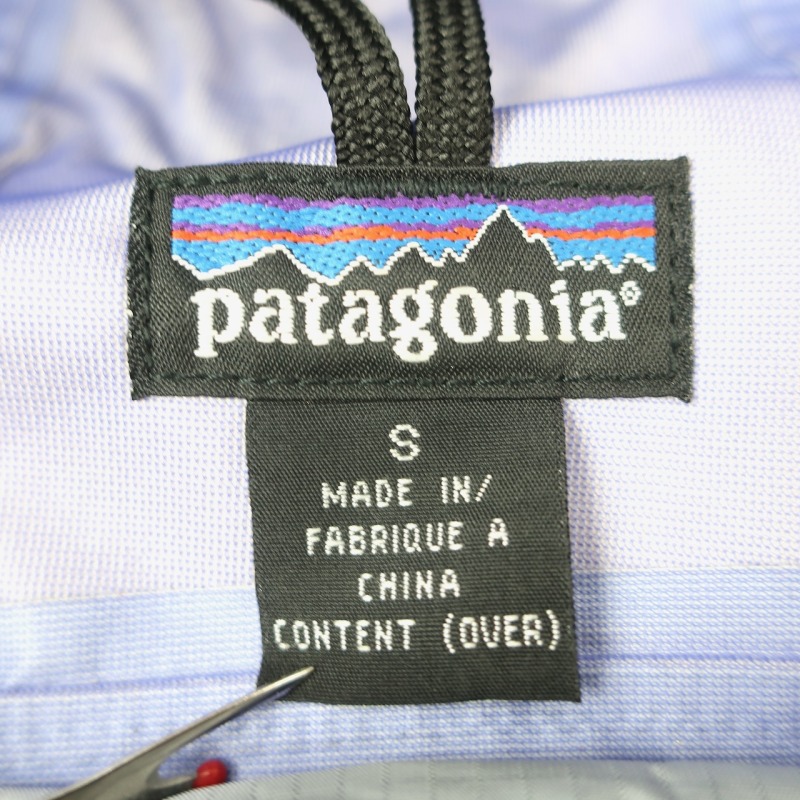 patagonia®
S
MADE IN/
FABRIQUE A
CHINA
CONTENT (OVER)